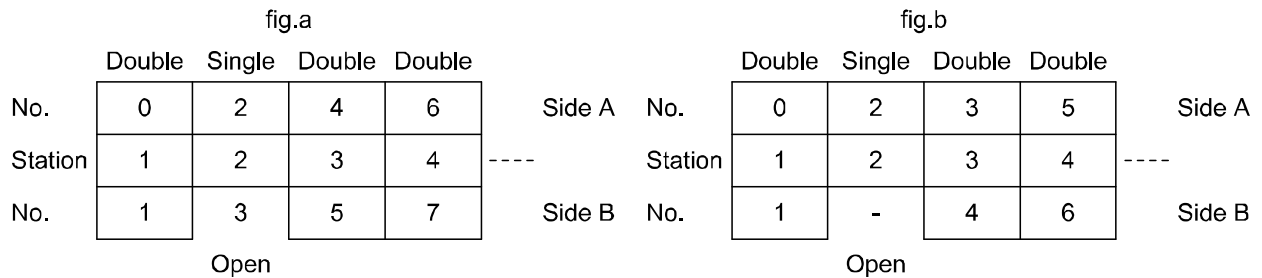 fig.a
Double Single Double Double
No. 0 2 4 6 Side A
Station 1 2 3 4 ----
No. 1 3 5 7 Side B
Open
fig.b
Double Single Double Double
No. 0 2 3 5 Side A
Station 1 2 3 4 ----
No. 1 - 4 6 Side B
Open